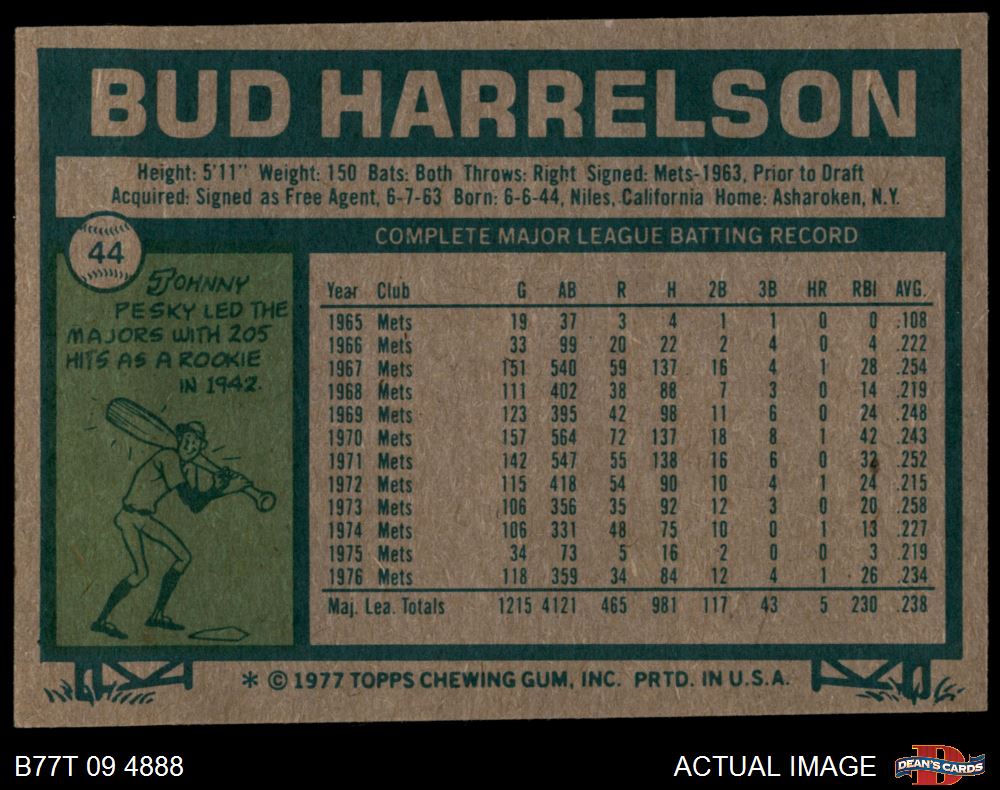 BUD HARRELSON
Height: 5'11" Weight: 150 Bats: Both Throws: Right Signed: Mets-1963, Prior to Draft
Acquired: Signed as Free Agent, 6-7-63 Born: 6-6-44, Niles, California Home: Asharoken, N.Y.
44
COMPLETE MAJOR LEAGUE BATTING RECORD
JOHNNY
PESKY LED THE
MAJORS WITH 205
HITS AS A ROOKIE
IN 1942.
Year Club G AB R H 2B 3B HR RBI AVG.
1965 Mets 19 37 3 4 1 1 0 0 .108
1966 Mets 33 99 20 22 2 4 0 4 .222
1967 Mets 151 540 59 137 16 4 1 28 .254
1968 Mets 111 402 38 88 7 3 0 14 .219
1969 Mets 123 395 42 98 11 6 0 24 .248
1970 Mets 157 564 72 137 18 8 1 42 .243
1971 Mets 142 547 55 138 16 6 0 32 .252
1972 Mets 115 418 54 90 10 4 1 24 .215
1973 Mets 106 356 35 92 12 3 0 20 .258
1974 Mets 106 331 48 75 10 0 1 13 .227
1975 Mets 34 73 5 16 2 0 0 3 .219
1976 Mets 118 359 34 84 12 4 1 26 .234
Maj. Lea. Totals 1215 4121 465 981 117 43 5 230 .238
* © 1977 TOPPS CHEWING GUM, INC. PRTD. IN U.S.A.
B77T 09 4888
ACTUAL IMAGE
D
DEAN'S CARDS